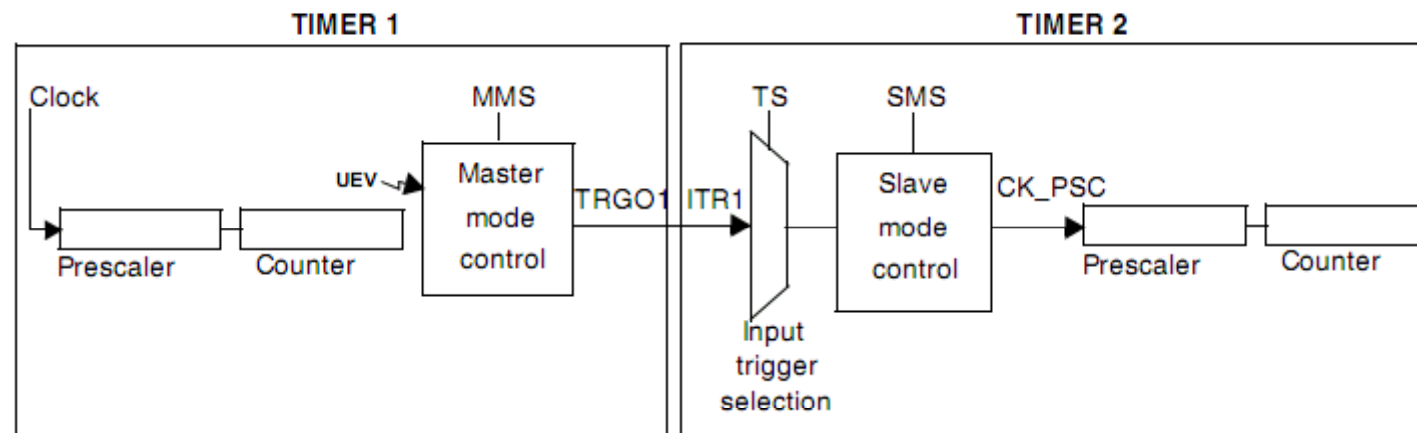 TIMER 1
TIMER 2
Clock
MMS
TS
SMS
UEV
Master
mode
control
TRGO1
ITR1
Slave
mode
control
CK_PSC
Prescaler
Counter
Prescaler
Counter
Input
trigger
selection